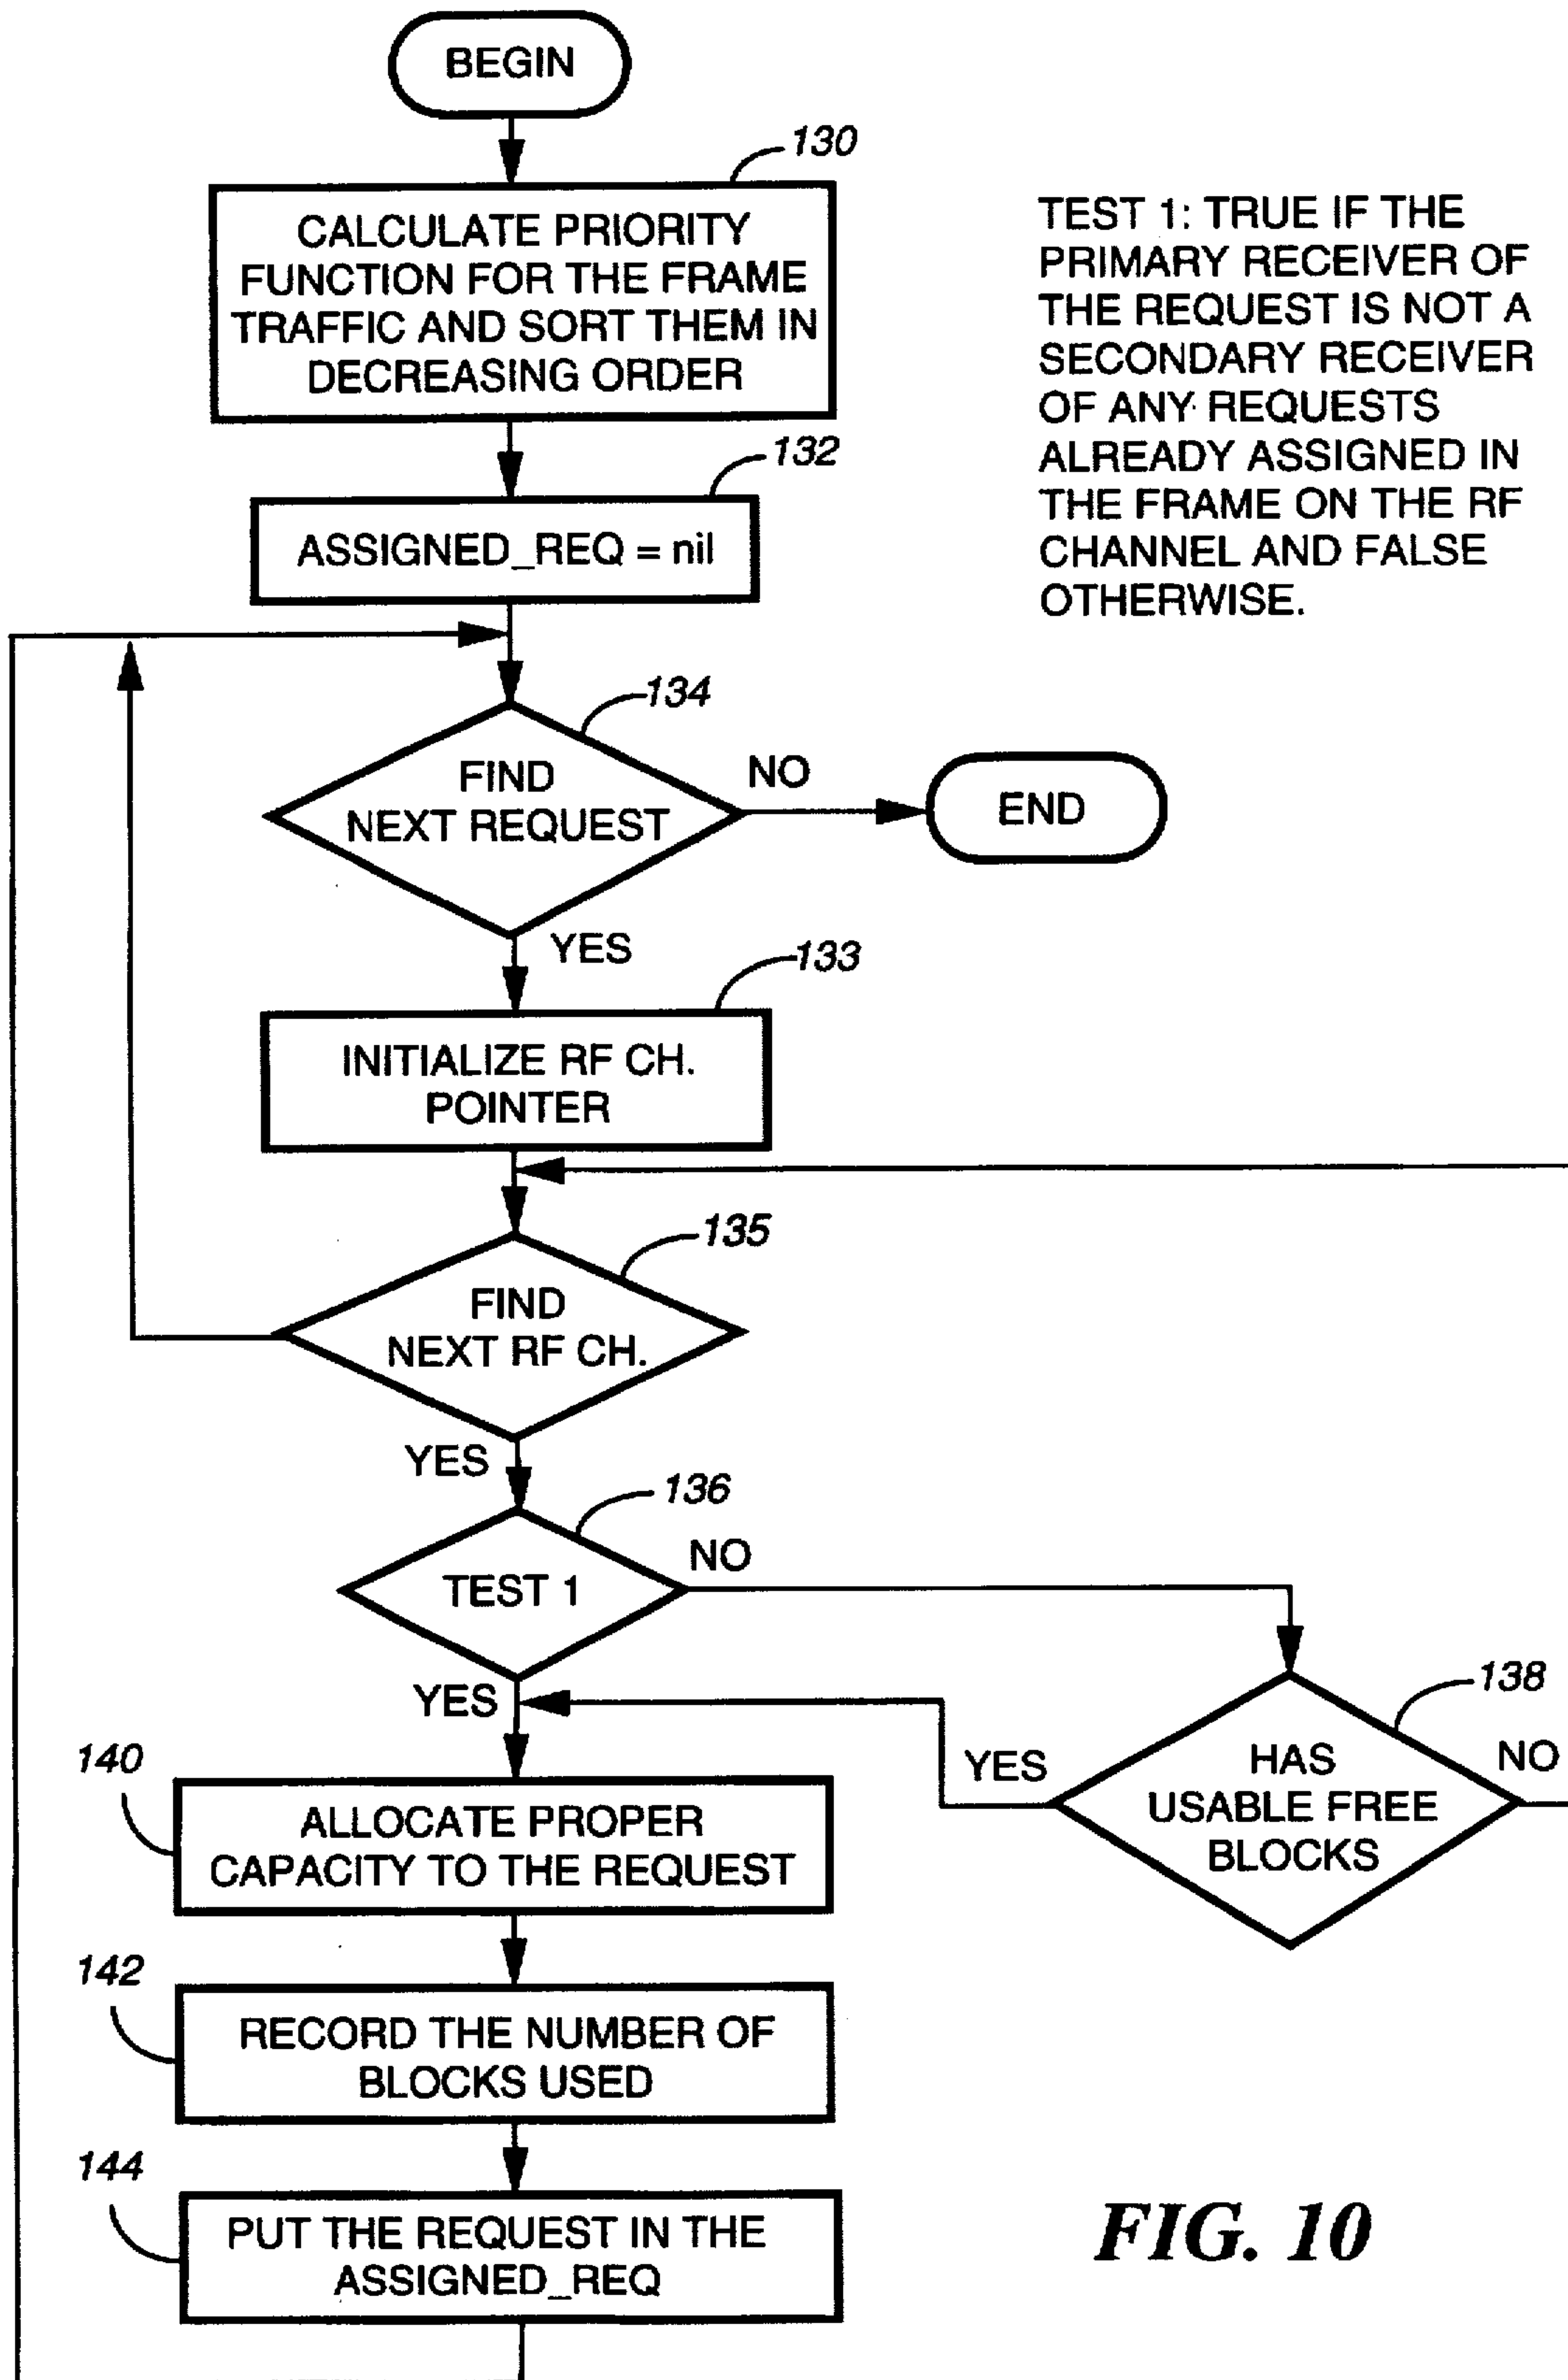 BEGIN
130
CALCULATE PRIORITY
FUNCTION FOR THE FRAME
TRAFFIC AND SORT THEM IN
DECREASING ORDER
TEST 1: TRUE IF THE
PRIMARY RECEIVER OF
THE REQUEST IS NOT A
SECONDARY RECEIVER
OF ANY REQUESTS
ALREADY ASSIGNED IN
THE FRAME ON THE RF
CHANNEL AND FALSE
OTHERWISE.
132
ASSIGNED_REQ = nil
134
FIND
NEXT REQUEST
NO
END
YES
133
INITIALIZE RF CH.
POINTER
135
FIND
NEXT RF CH.
YES
136
TEST 1
NO
YES
138
HAS
USABLE FREE
BLOCKS
YES
NO
140
ALLOCATE PROPER
CAPACITY TO THE REQUEST
142
RECORD THE NUMBER OF
BLOCKS USED
144
PUT THE REQUEST IN THE
ASSIGNED_REQ
FIG. 10